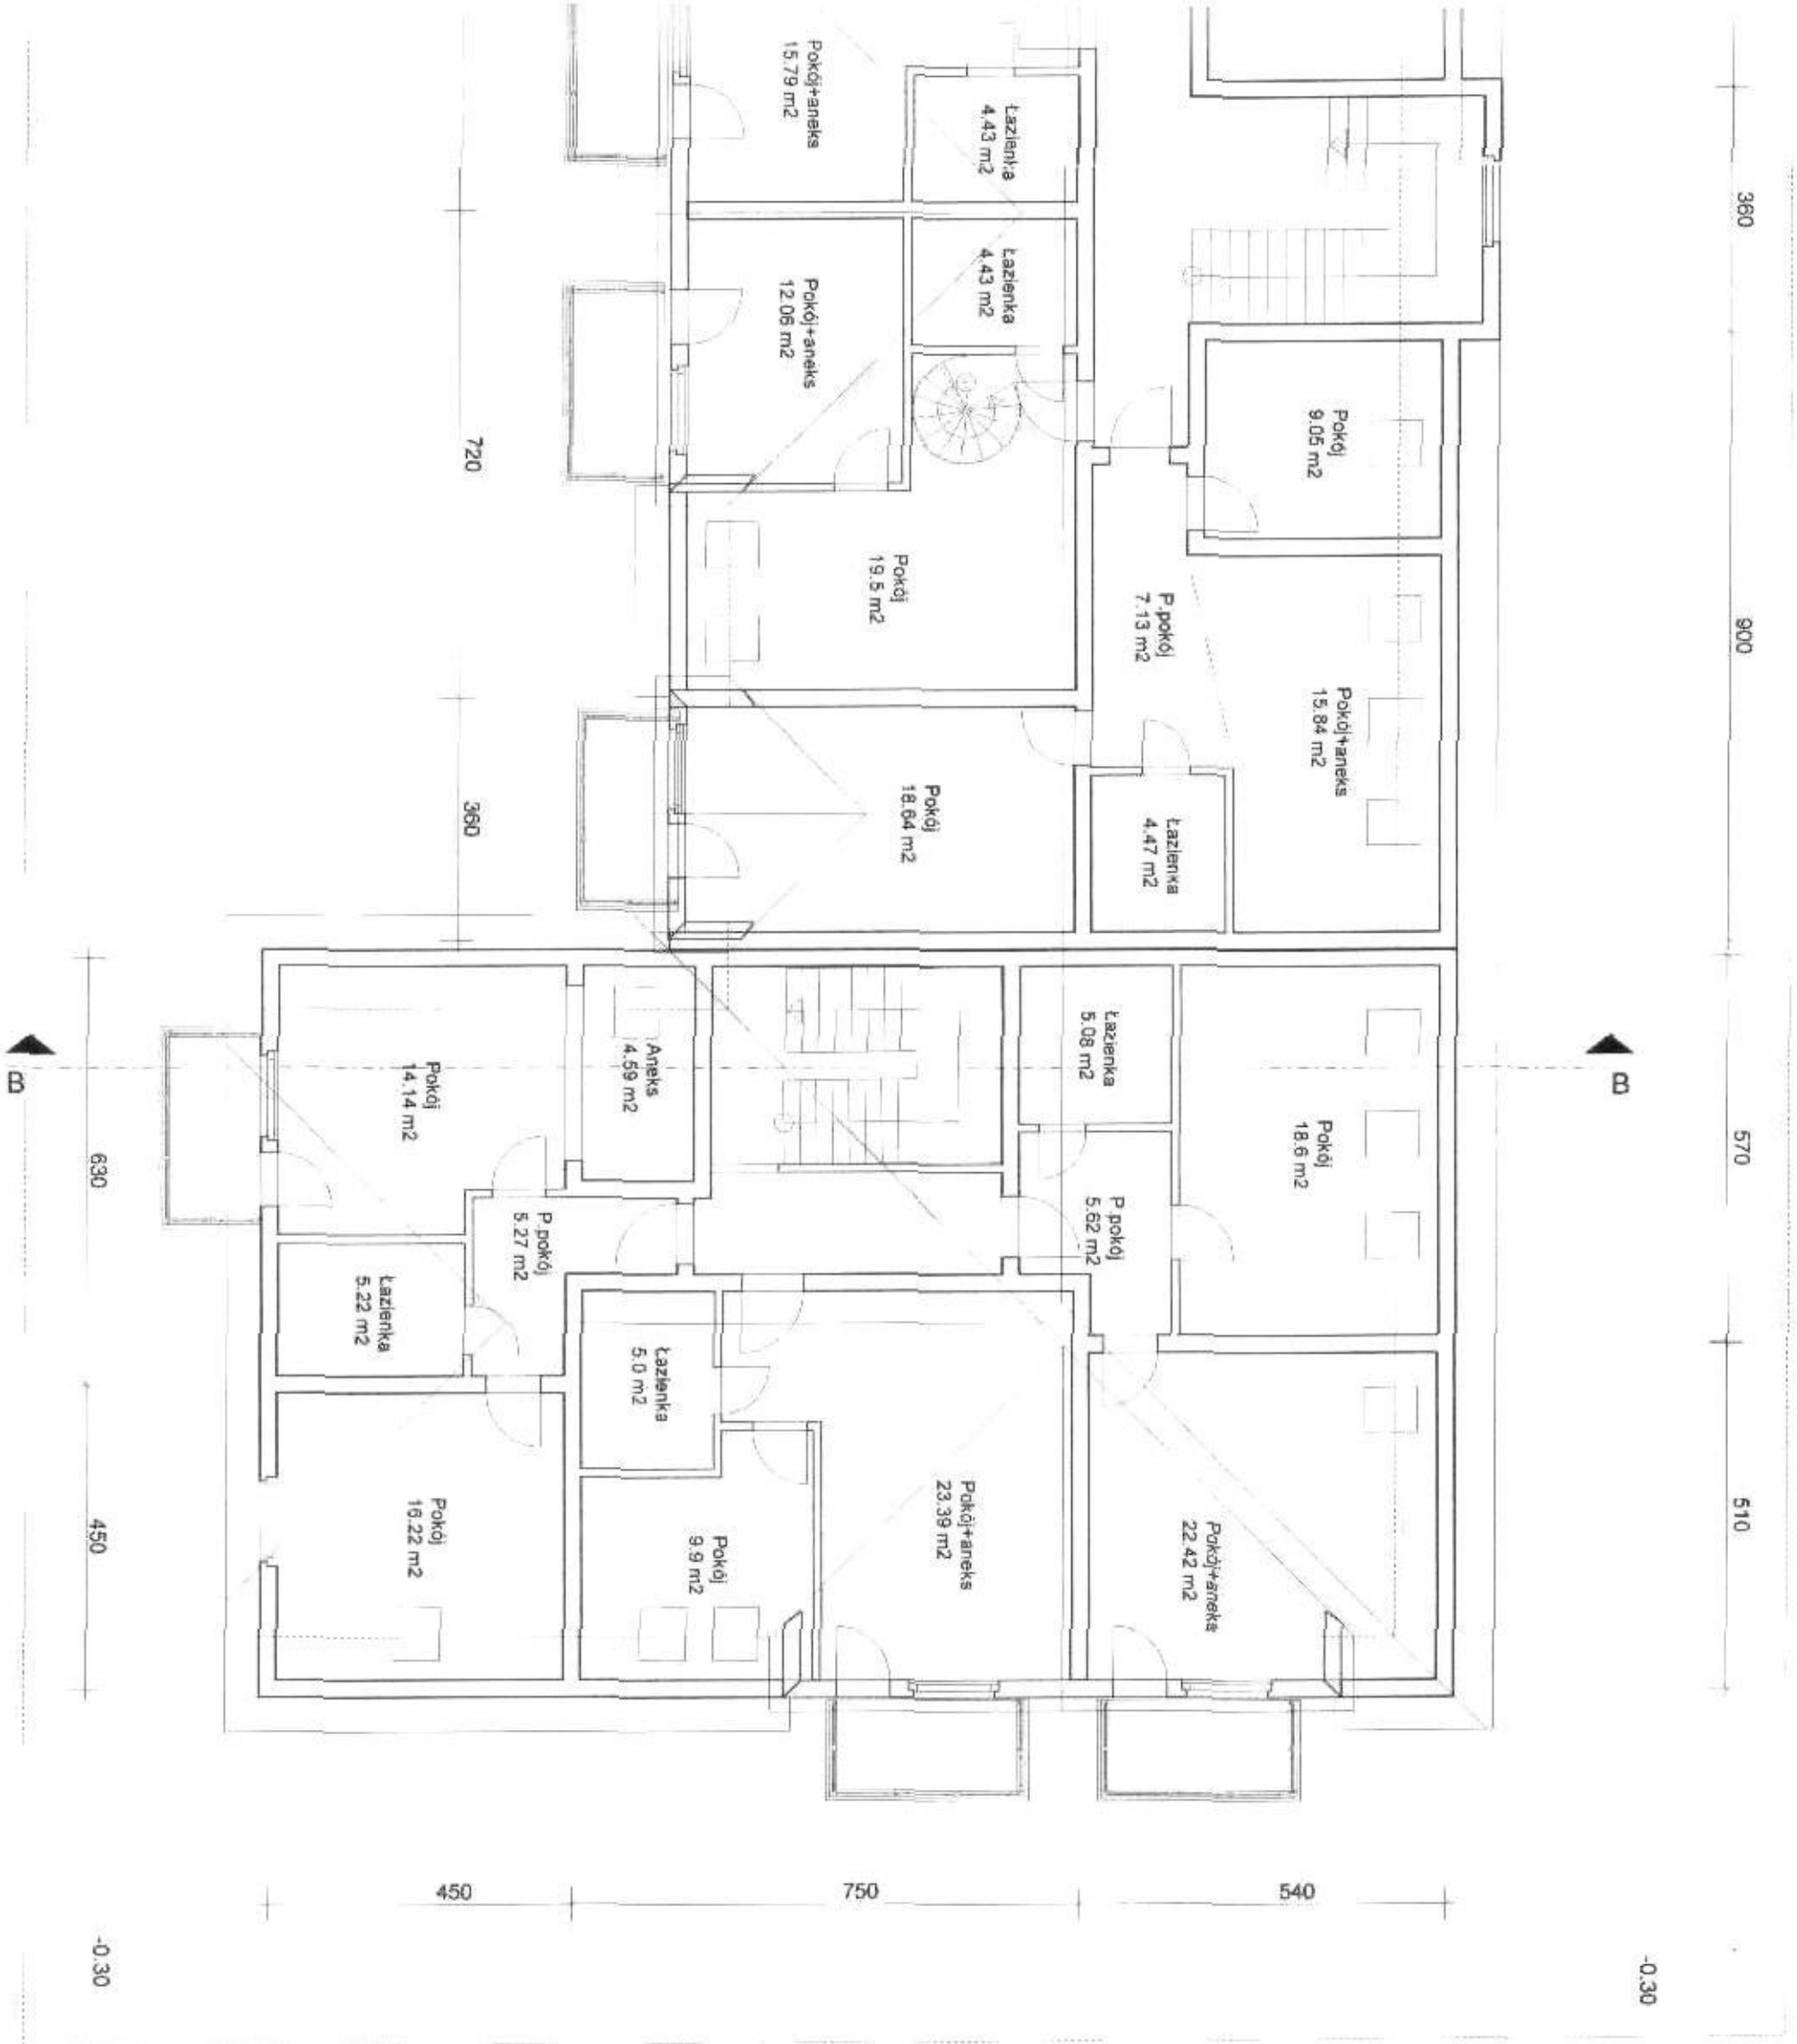 Pokój+aneks
15.79 m2
Łazienka
4.43 m2
360
Łazienka
4.43 m2
Pokój+aneks
12.06 m2
Pokój
9.05 m2
720
Pokój
19.5 m2
P.pokój
7.13 m2
900
Pokój+aneks
15.84 m2
Pokój
18.64 m2
Łazienka
4.47 m2
360
B
B
Pokój
14.14 m2
Aneks
4.59 m2
Łazienka
5.08 m2
Pokój
18.6 m2
570
630
P.pokój
5.27 m2
P.pokój
5.62 m2
Łazienka
5.22 m2
Łazienka
5.0 m2
Pokój
16.22 m2
Pokój
9.9 m2
Pokój+aneks
23.39 m2
Pokój+aneks
22.42 m2
510
450
450
750
540
-0.30
-0.30